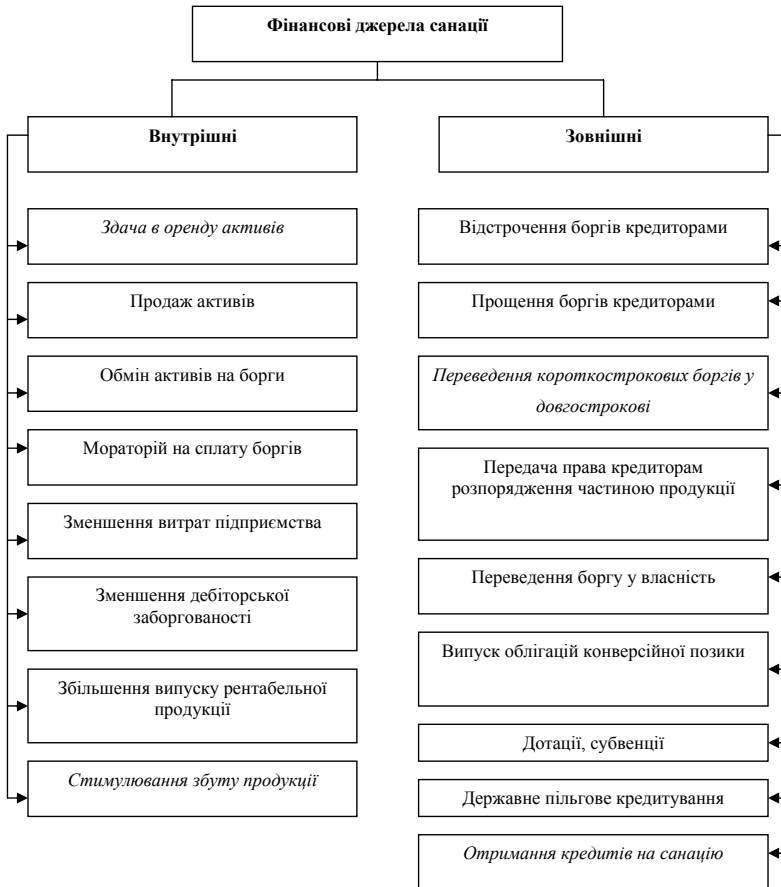 Фінансові джерела санації
Внутрішні
Здача в оренду активів
Продаж активів
Обмін активів на борги
Мораторій на сплату боргів
Зменшення витрат підприємства
Зменшення дебіторської
заборгованості
Збільшення випуску рентабельної
продукції
Стимулювання збуту продукції
Зовнішні
Відстрочення боргів кредиторами
Прощення боргів кредиторами
Переведення короткострокових боргів у
довгострокові
Передача права кредиторам
розпорядження частиною продукції
Переведення боргу у власність
Випуск облігацій конверсійної позики
Дотації, субвенції
Державне пільгове кредитування
Отримання кредитів на санацію